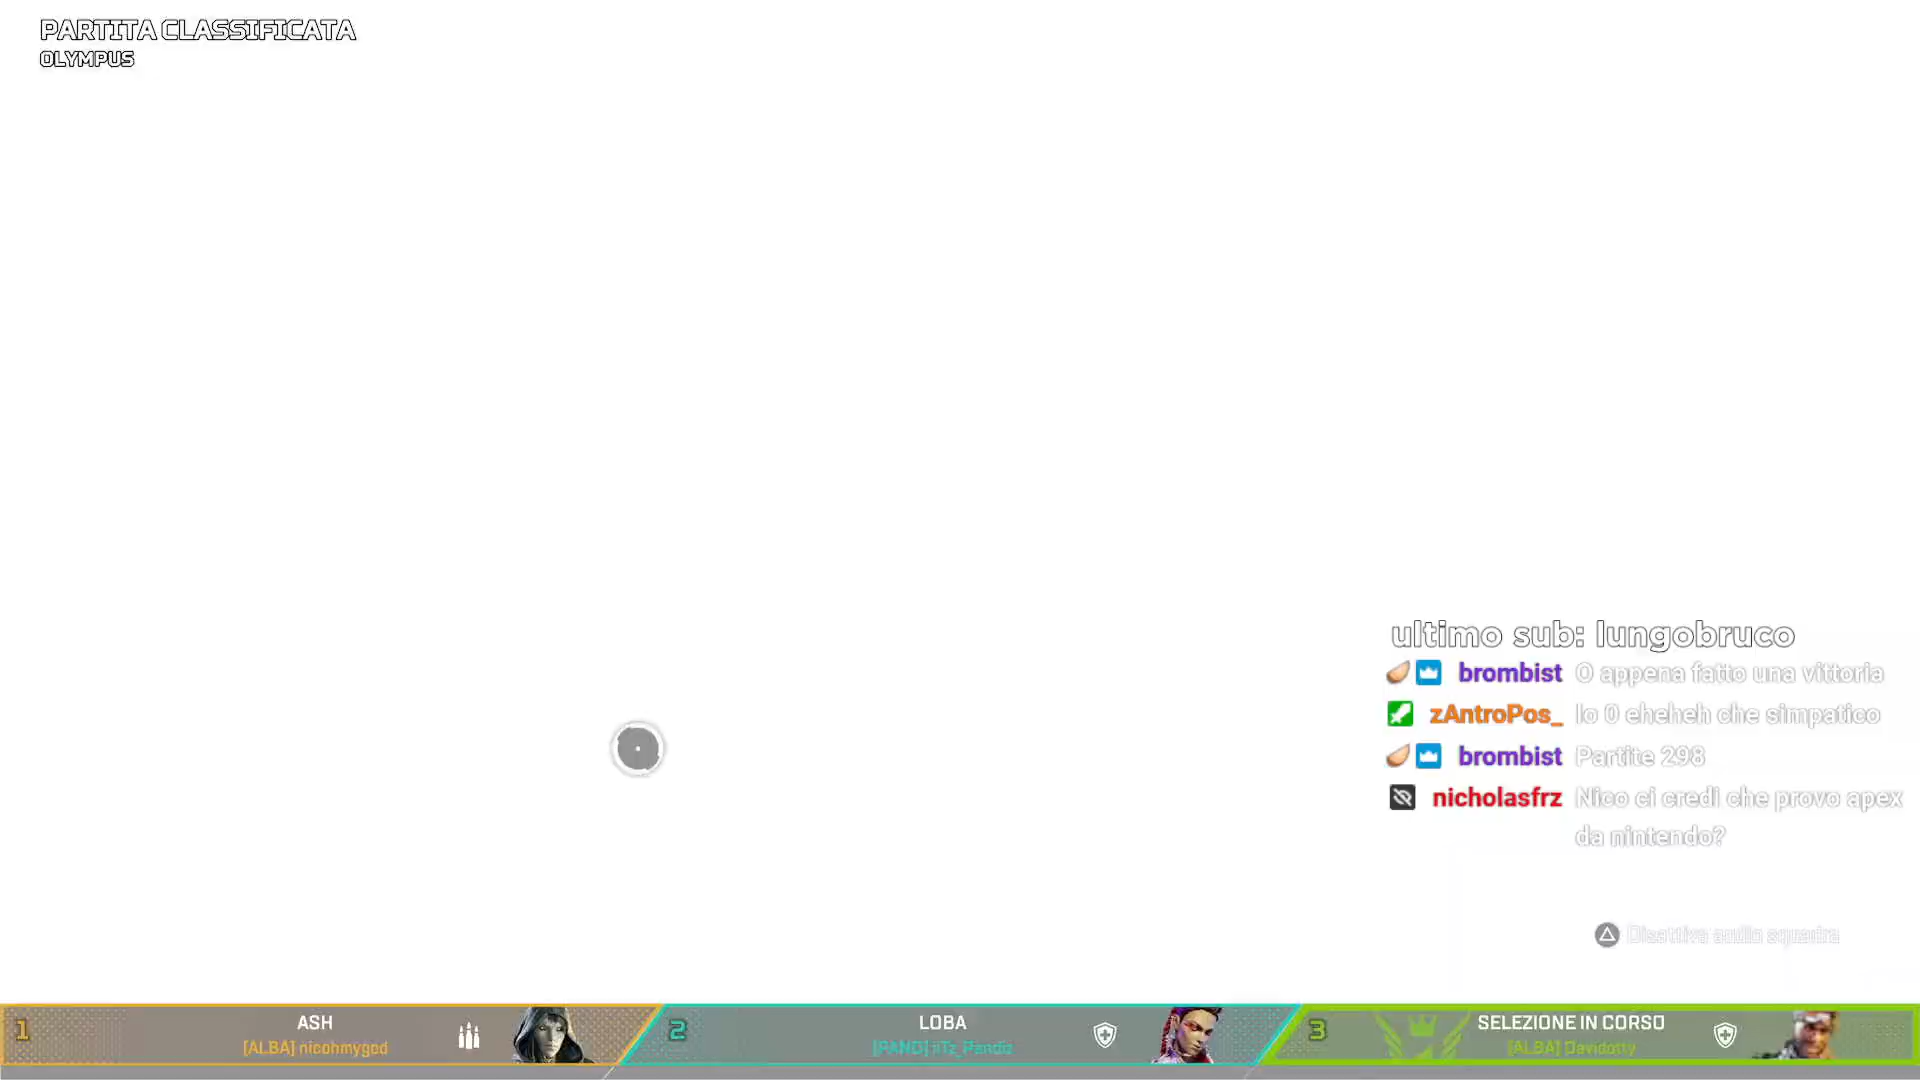 PARTITA CLASSIFICATA
OLYMPUS
ultimo sub: lungobruco
brombist O appena fatto una vittoria
zAntroPos_ Io 0 eheheh che simpatico
brombist Partite 298
nicholasfrz Nico ci credi che provo apex
da nintendo?
Disattiva audio squadra
1 ASH
[ALBA] nicohmygod
2 LOBA
[PAND] iTz_Pandiz
3 SELEZIONE IN CORSO
[ALBA] Davidotty